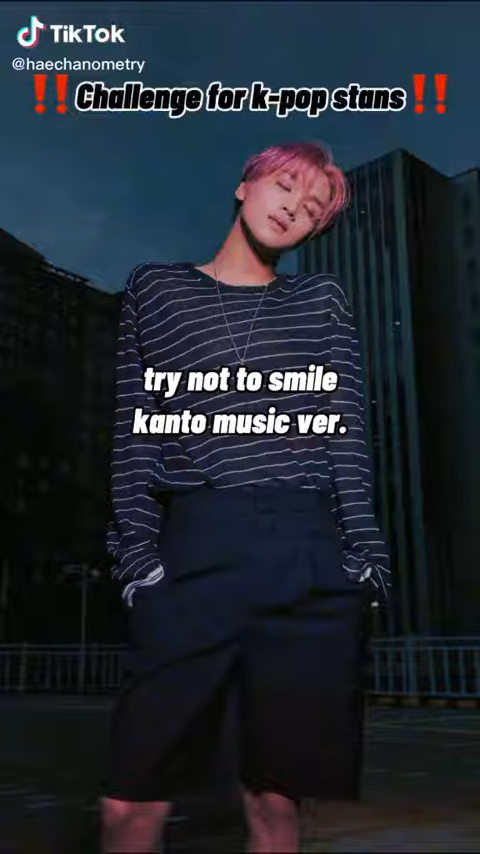 TikTok
@haechanometry
‼️Challenge for k-pop stans‼️
try not to smile
kanto music ver.